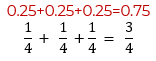 0.25+0.25+0.25=0.75
1/4 + 1/4 + 1/4 = 3/4